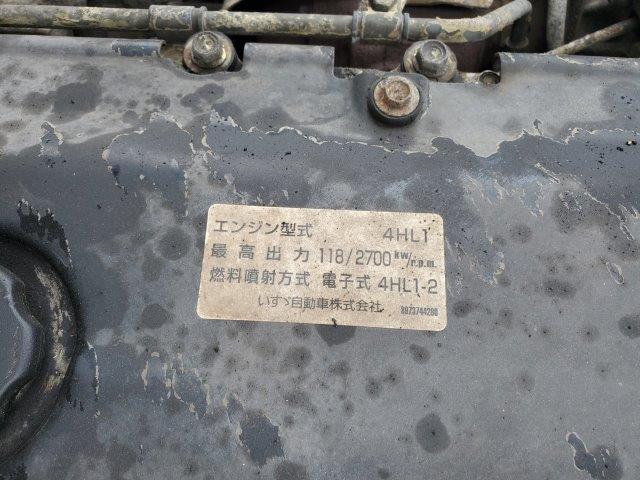 エンジン型式 4HL1
最高出力 118/2700 kw/r.p.m.
燃料噴射方式 電子式 4HL1-2
いすゞ自動車株式会社 8973744280